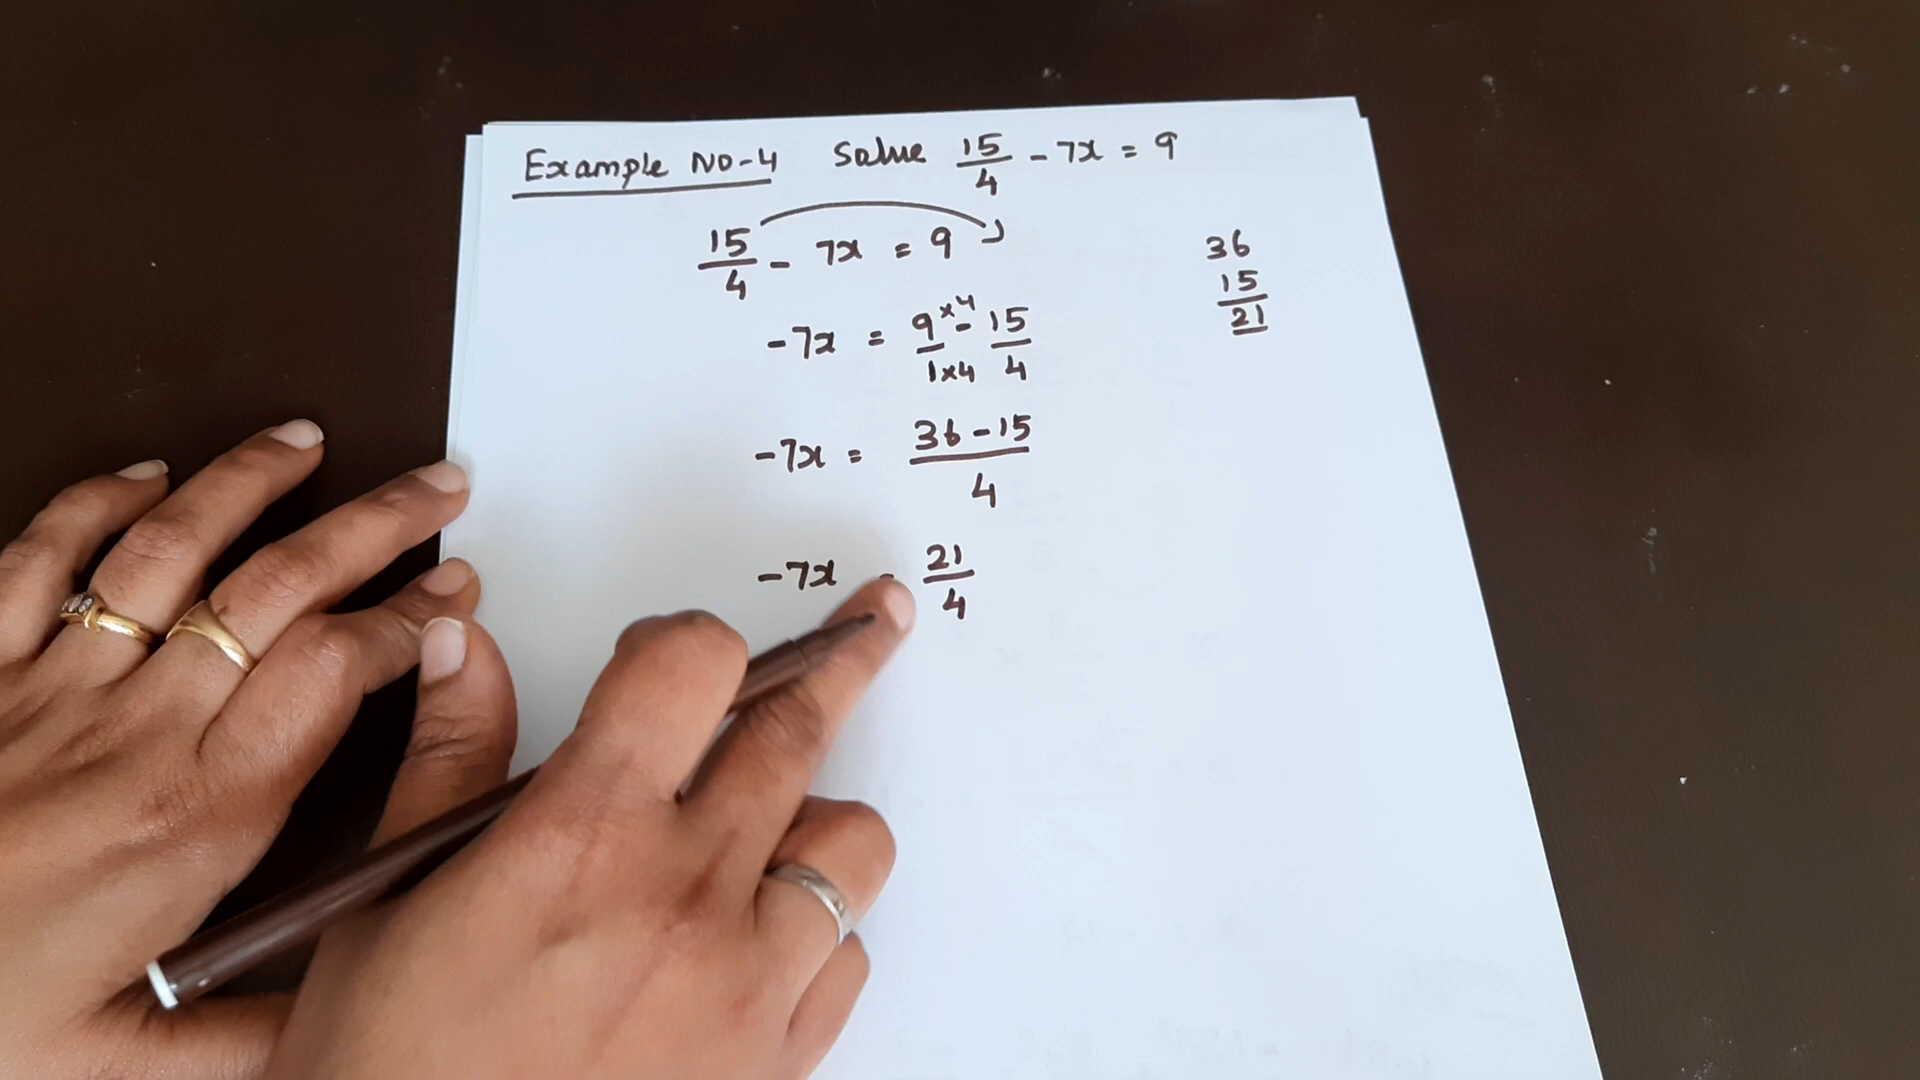 Example NO-4 Solve 15/4 - 7x = 9
15/4 - 7x = 9
-7x = 9×4/1×4 - 15/4
-7x = 36-15/4
-7x = 21/4
36
15
21